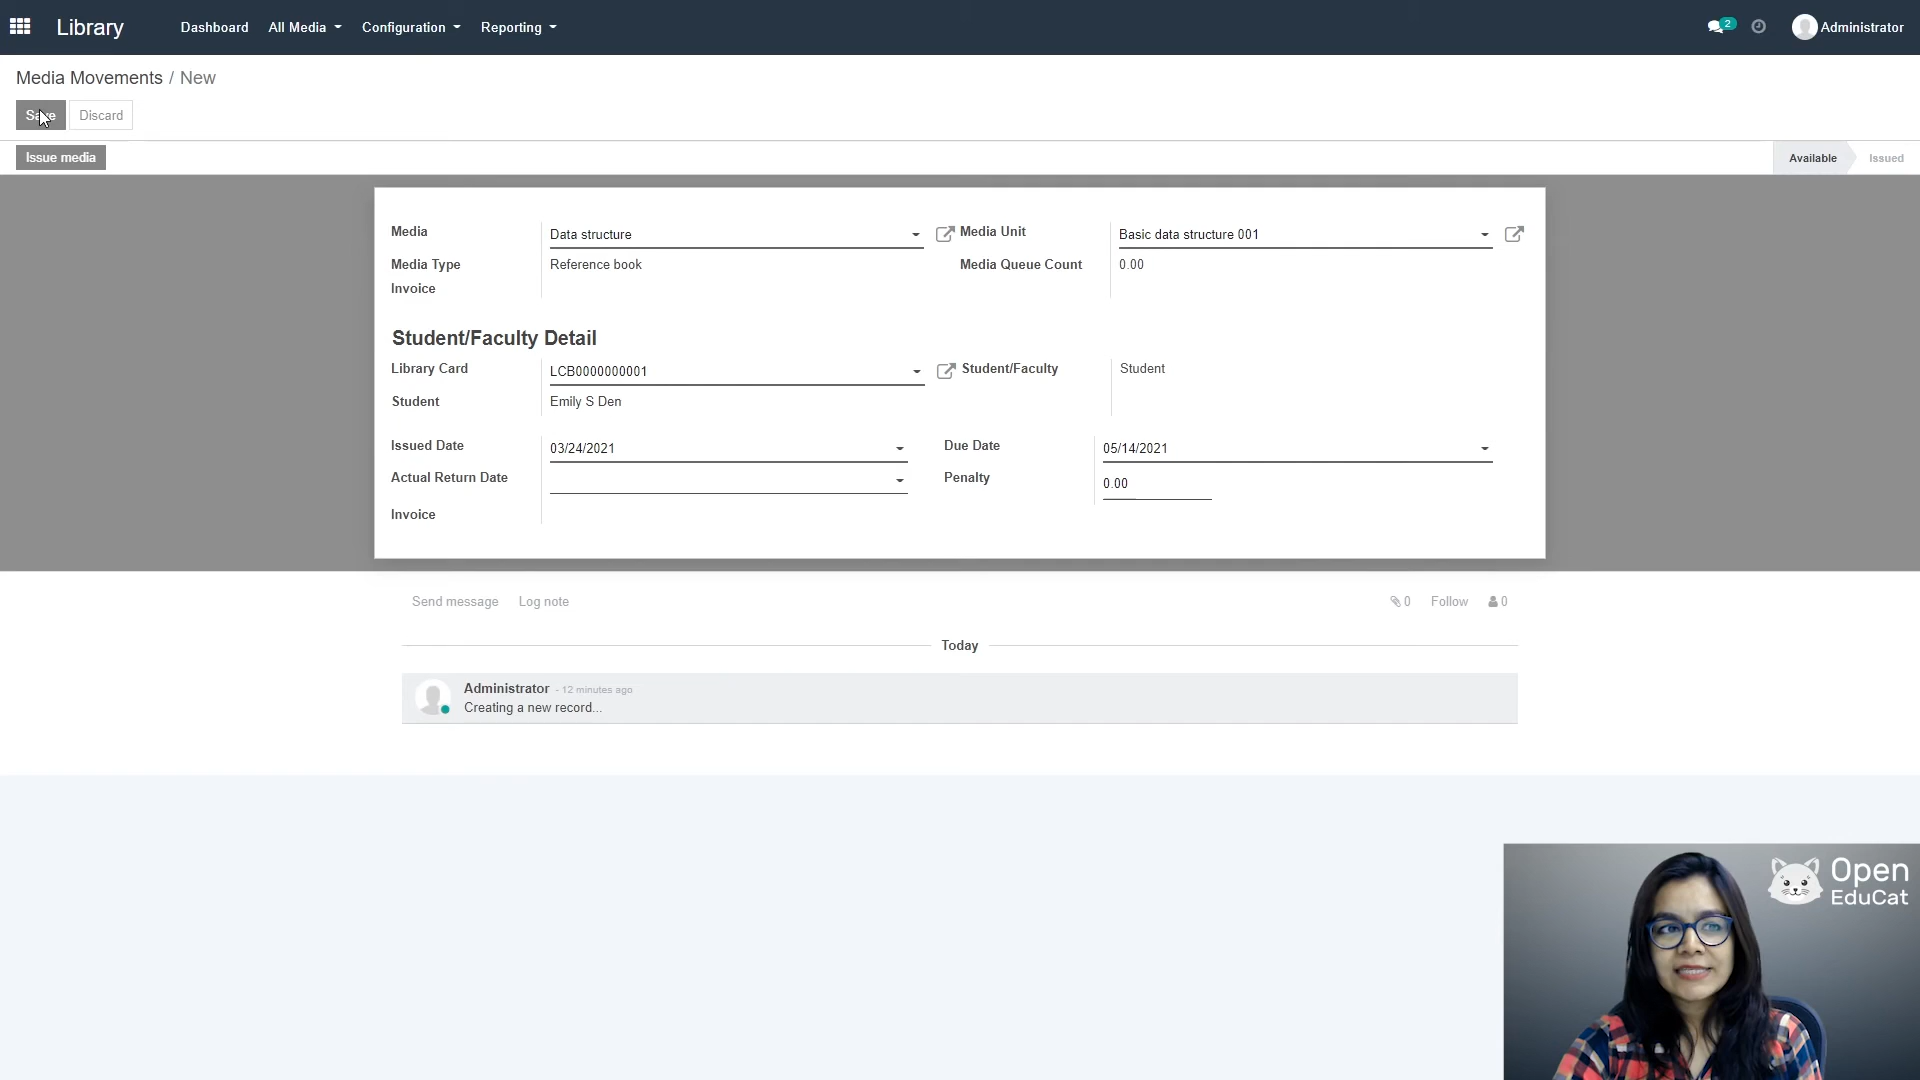 Library Dashboard All Media Configuration Reporting 2 Administrator
Media Movements / New
Save Discard
Issue media Available Issued
Media Data structure Media Unit Basic data structure 001
Media Type Reference book Media Queue Count 0.00
Invoice
Student/Faculty Detail
Library Card LCB0000000001 Student/Faculty Student
Student Emily S Den
Issued Date 03/24/2021 Due Date 05/14/2021
Actual Return Date Penalty 0.00
Invoice
Send message Log note 0 Follow 0
Today
Administrator - 12 minutes ago
Creating a new record...
Open
EduCat